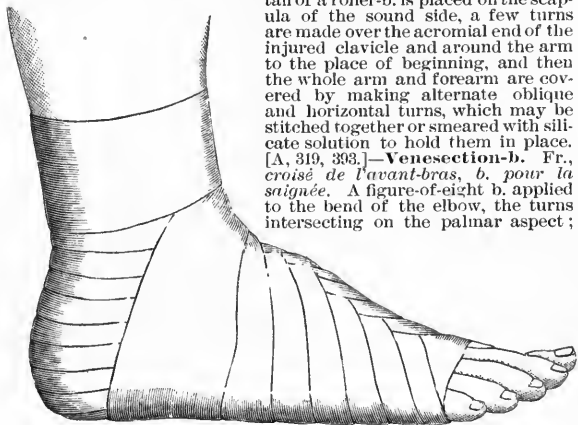 tail of a roller-b. is placed on the scap-
ula of the sound side, a few turns
are made over the acromial end of the
injured clavicle and around the arm
to the place of beginning, and then
the whole arm and forearm are cov-
ered by making alternate oblique
and horizontal turns, which may be
stitched together or smeared with sili-
cate solution to hold them in place.
[A, 319, 393.]—Venesection-b. Fr.,
croisé de l'avant-bras, b. pour la
saignée. A figure-of-eight b. applied
to the bend of the elbow, the turns
intersecting on the palmar aspect;